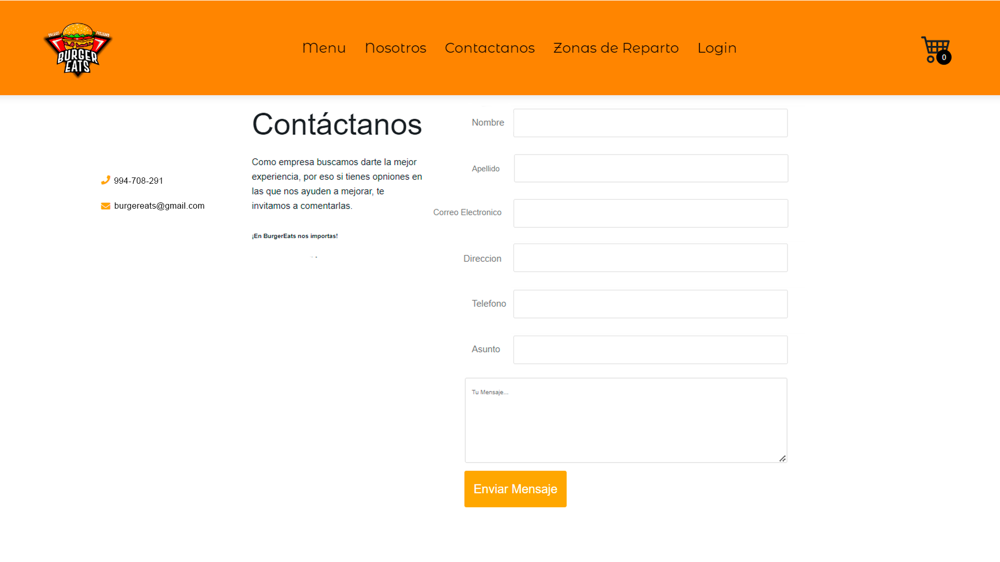 BURGER
EATS
Menu Nosotros Contactanos Zonas de Reparto Login
0
994-708-291
burgereats@gmail.com
Contáctanos
Como empresa buscamos darte la mejor
experiencia, por eso si tienes opniones en
las que nos ayuden a mejorar, te
invitamos a comentarlas.
¡En BurgerEats nos importas!
Nombre
Apellido
Correo Electronico
Direccion
Telefono
Asunto
Tu Mensaje...
Enviar Mensaje